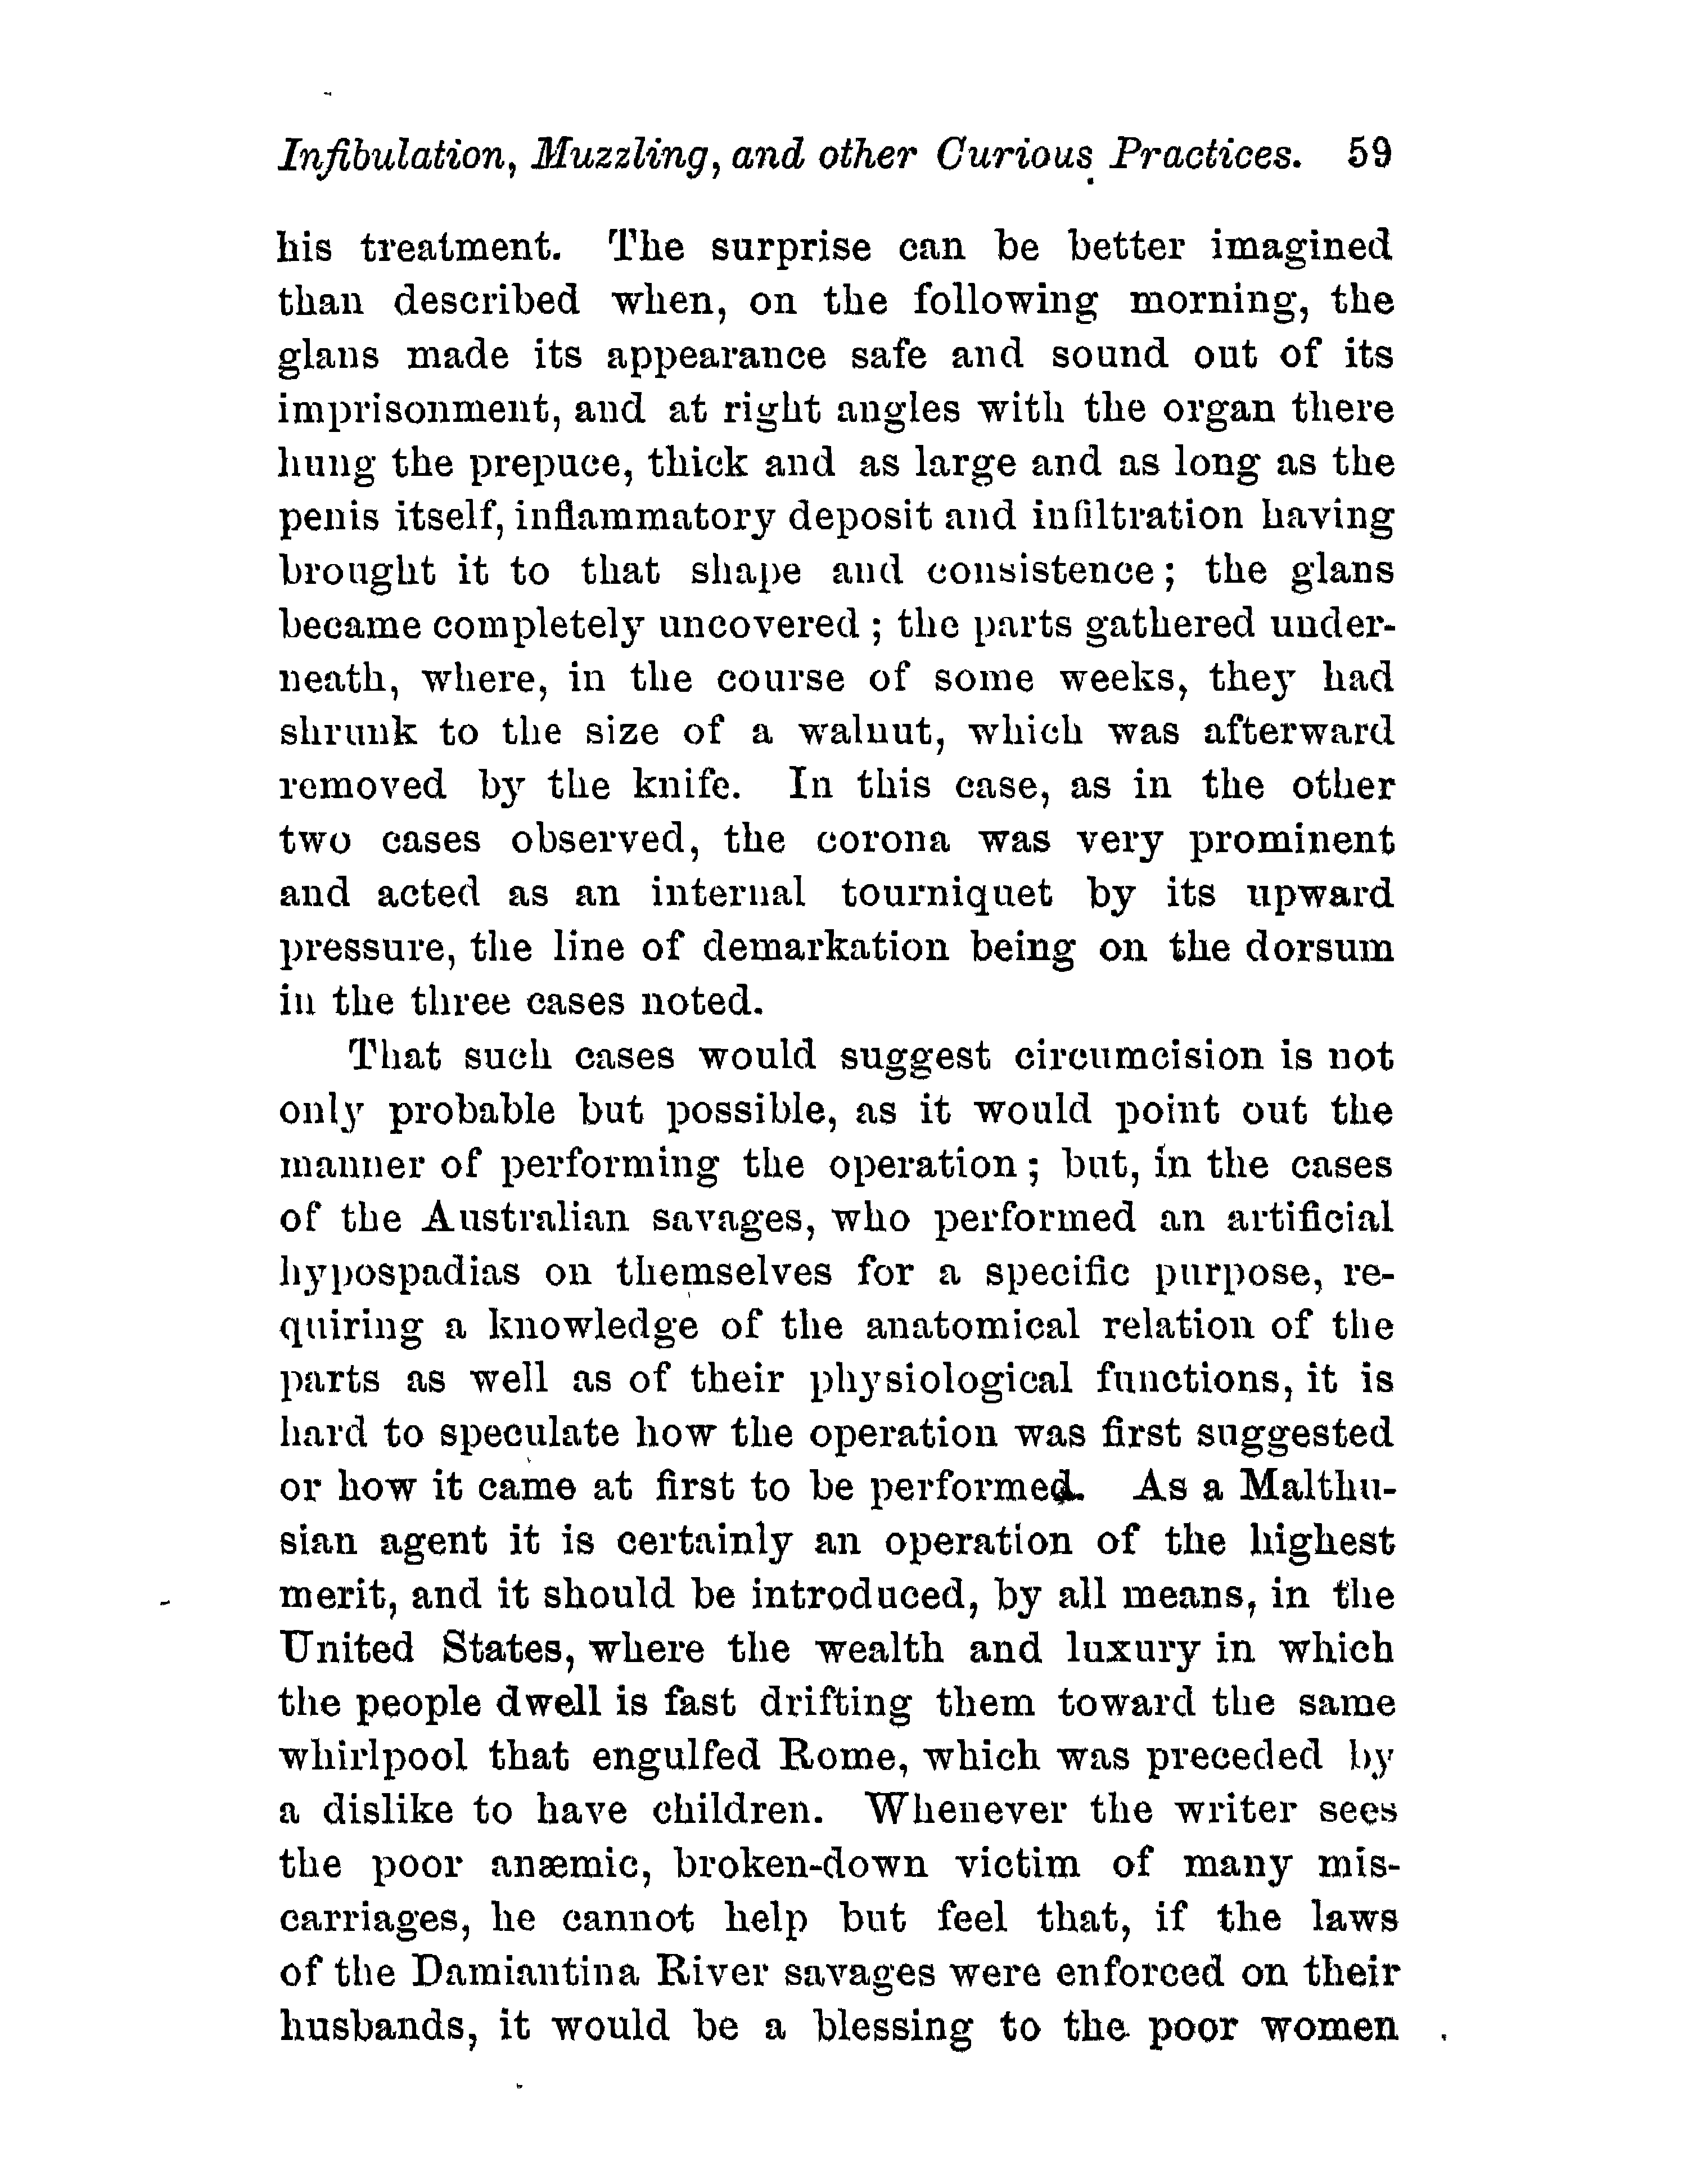 Infibulation, Muzzling, and other Curious Practices. 59
his treatment. The surprise can be better imagined
than described when, on the following morning, the
glans made its appearance safe and sound out of its
imprisonment, and at right angles with the organ there
hung the prepuce, thick and as large and as long as the
penis itself, inflammatory deposit and infiltration having
brought it to that shape and consistence; the glans
became completely uncovered; the parts gathered under-
neath, where, in the course of some weeks, they had
shrunk to the size of a walnut, which was afterward
removed by the knife. In this case, as in the other
two cases observed, the corona was very prominent
and acted as an internal tourniquet by its upward
pressure, the line of demarkation being on the dorsum
in the three cases noted.
That such cases would suggest circumcision is not
only probable but possible, as it would point out the
manner of performing the operation; but, in the cases
of the Australian savages, who performed an artificial
hypospadias on themselves for a specific purpose, re-
quiring a knowledge of the anatomical relation of the
parts as well as of their physiological functions, it is
hard to speculate how the operation was first suggested
or how it came at first to be performed. As a Malthu-
sian agent it is certainly an operation of the highest
merit, and it should be introduced, by all means, in the
United States, where the wealth and luxury in which
the people dwell is fast drifting them toward the same
whirlpool that engulfed Rome, which was preceded by
a dislike to have children. Whenever the writer sees
the poor anæmic, broken-down victim of many mis-
carriages, he cannot help but feel that, if the laws
of the Damiantina River savages were enforced on their
husbands, it would be a blessing to the poor women